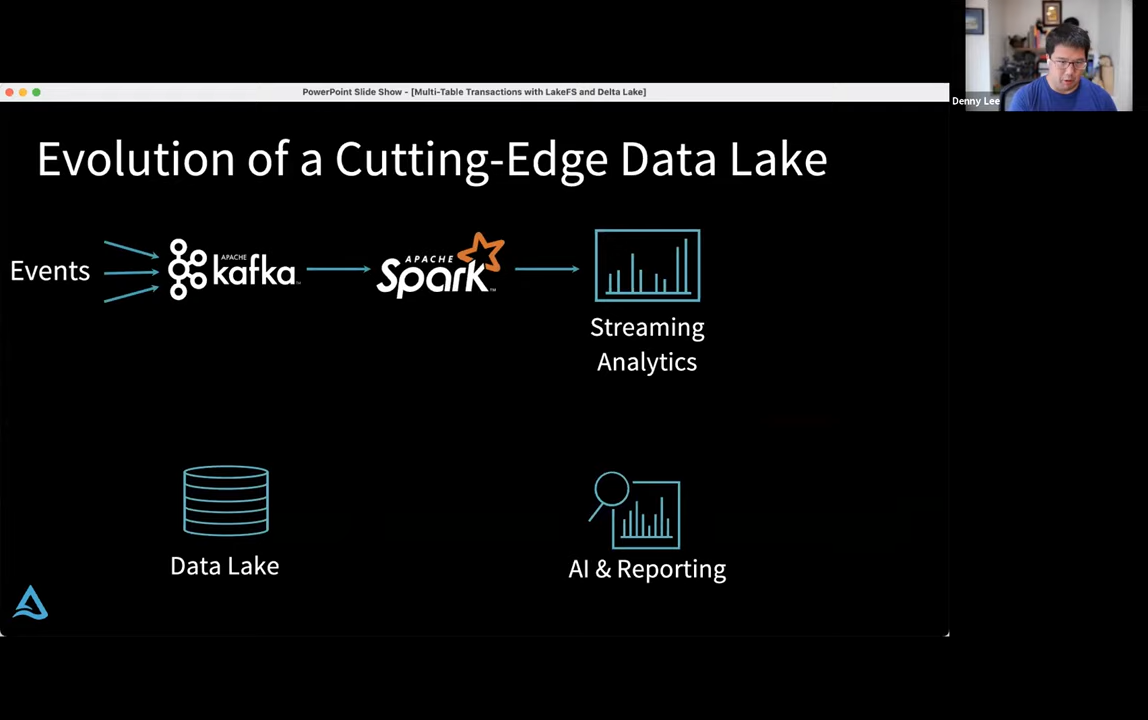 Denny Lee
PowerPoint Slide Show - [Multi-Table Transactions with LakeFS and Delta Lake]
Evolution of a Cutting-Edge Data Lake
Events
APACHE
kafka
APACHE
Spark
TM
Streaming
Analytics
Data Lake
AI & Reporting